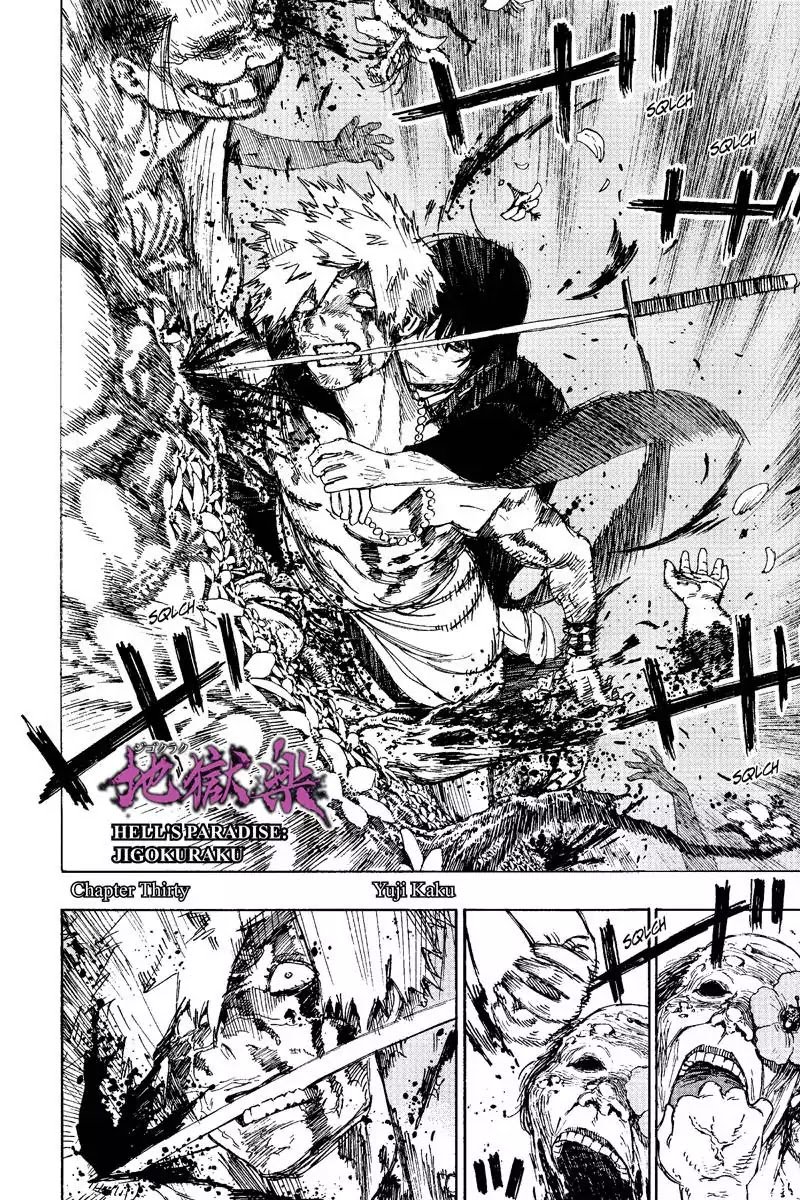 SQLCH
SQLCH
SQLCH
SQLCH
SQLCH
ジゴクラク
地獄楽
HELL'S PARADISE:
JIGOKURAKU
Chapter Thirty
Yuji Kaku
SQLCH